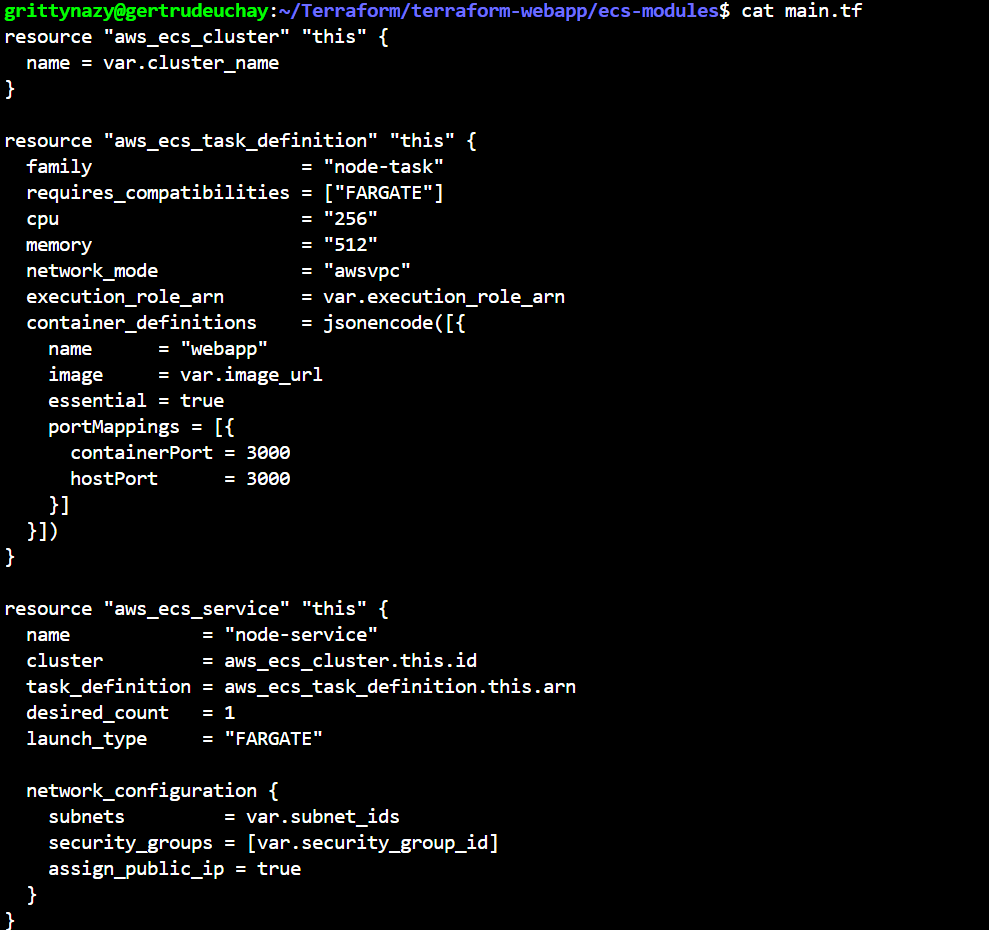 grittynazy@gertrudeuchay:~/Terraform/terraform-webapp/ecs-modules$ cat main.tf
resource "aws_ecs_cluster" "this" {
  name = var.cluster_name
}

resource "aws_ecs_task_definition" "this" {
  family                   = "node-task"
  requires_compatibilities = ["FARGATE"]
  cpu                      = "256"
  memory                   = "512"
  network_mode             = "awsvpc"
  execution_role_arn       = var.execution_role_arn
  container_definitions    = jsonencode([{
    name      = "webapp"
    image     = var.image_url
    essential = true
    portMappings = [{
      containerPort = 3000
      hostPort      = 3000
    }]
  }])
}

resource "aws_ecs_service" "this" {
  name            = "node-service"
  cluster         = aws_ecs_cluster.this.id
  task_definition = aws_ecs_task_definition.this.arn
  desired_count   = 1
  launch_type     = "FARGATE"

  network_configuration {
    subnets         = var.subnet_ids
    security_groups = [var.security_group_id]
    assign_public_ip = true
  }
}